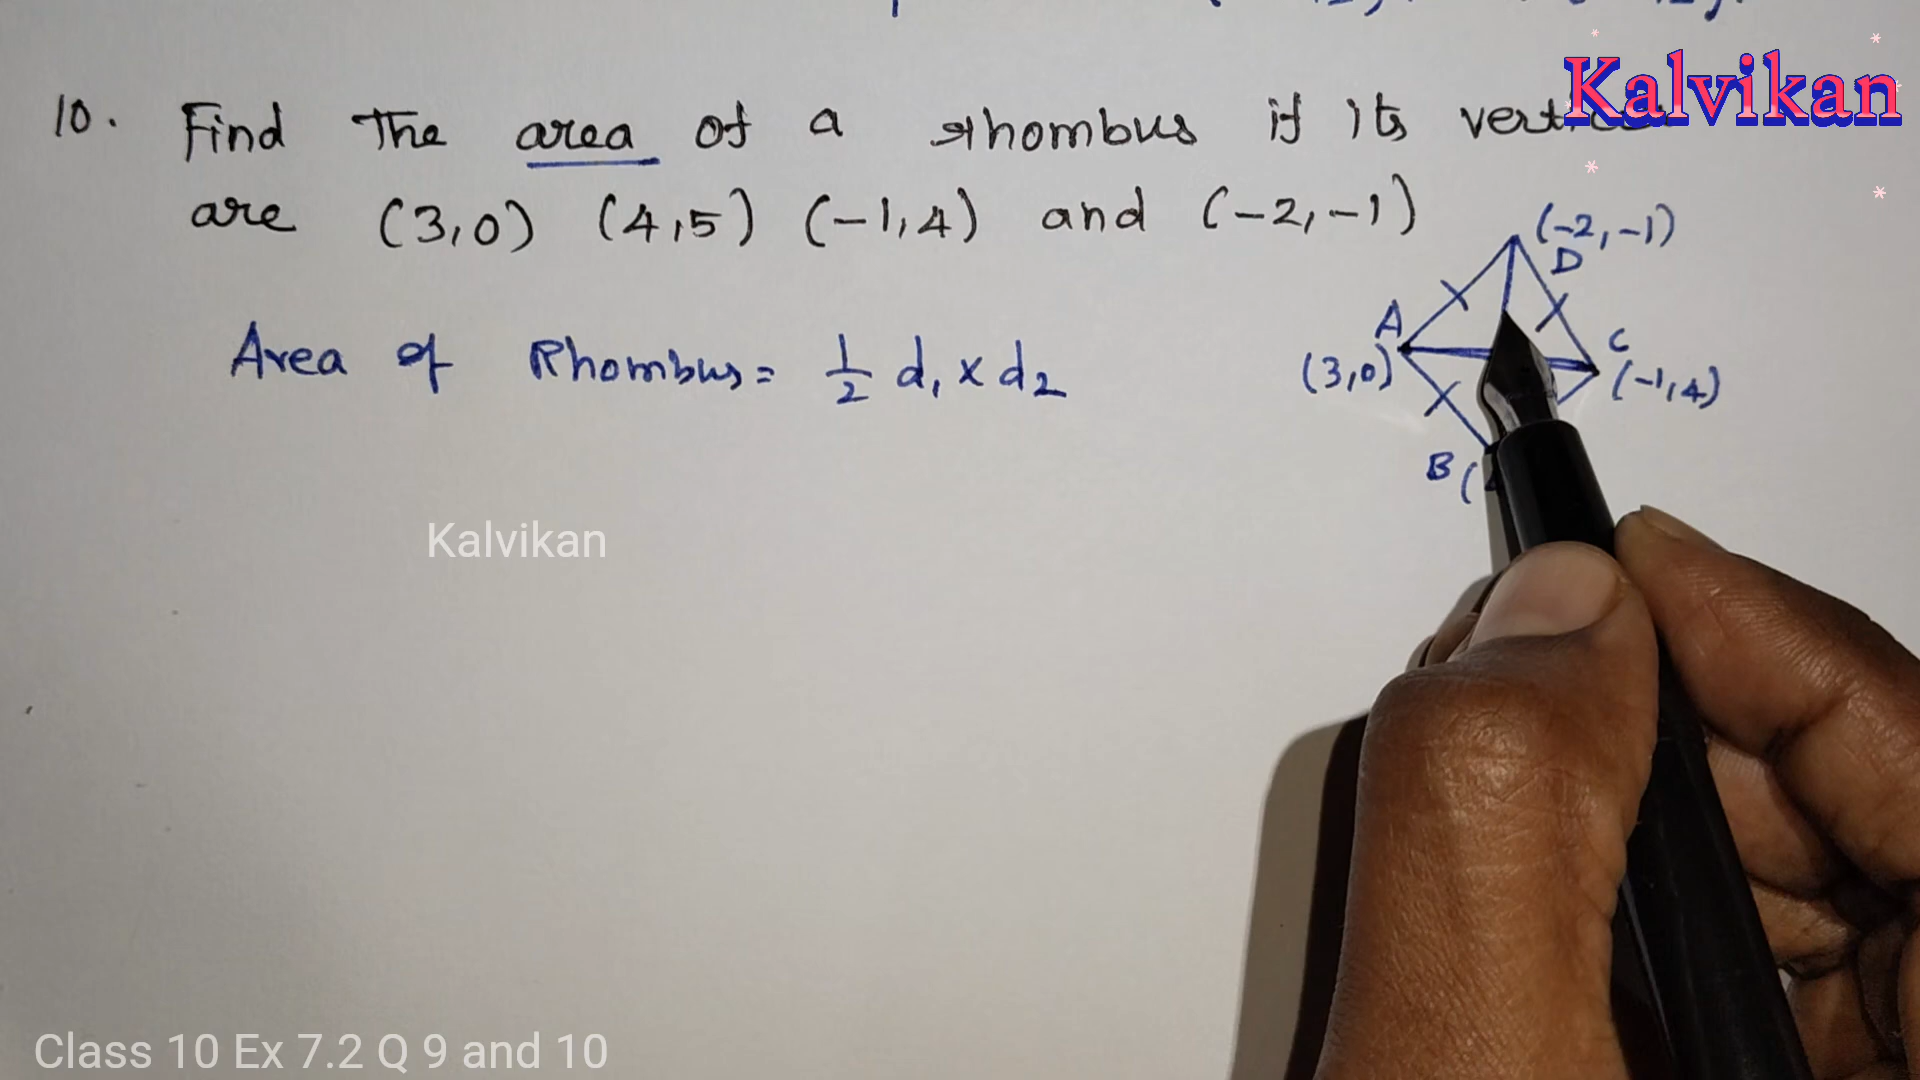 Kalvikan
10. Find The area of a rhombus if its
are (3,0) (4,5) (-1,4) and (-2,-1)
(-2,-1)
D
Area of Rhombus = 1/2 d1 x d2
A
C
(3,0)
(-1,4)
B (
Kalvikan
Class 10 Ex 7.2 Q 9 and 10